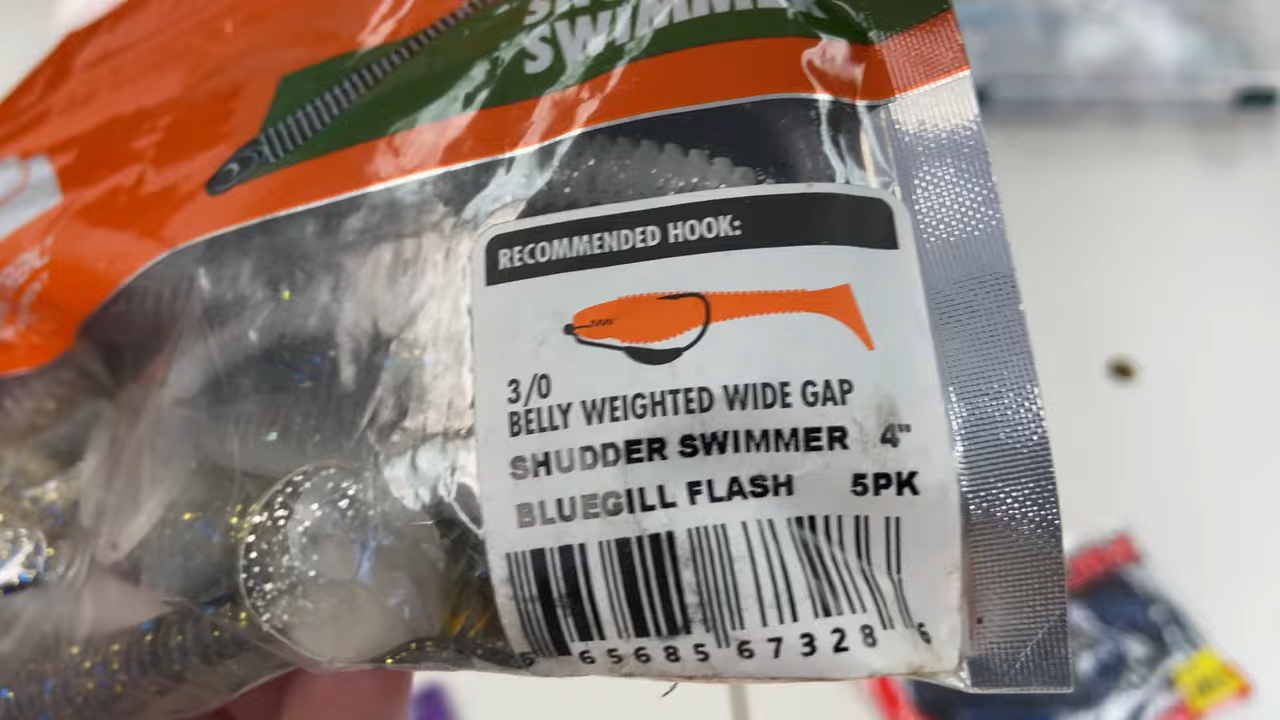 SWIMMER
RECOMMENDED HOOK:
3/0
BELLY WEIGHTED WIDE GAP
SHUDDER SWIMMER 4"
BLUEGILL FLASH 5PK
6 65685 67328 6